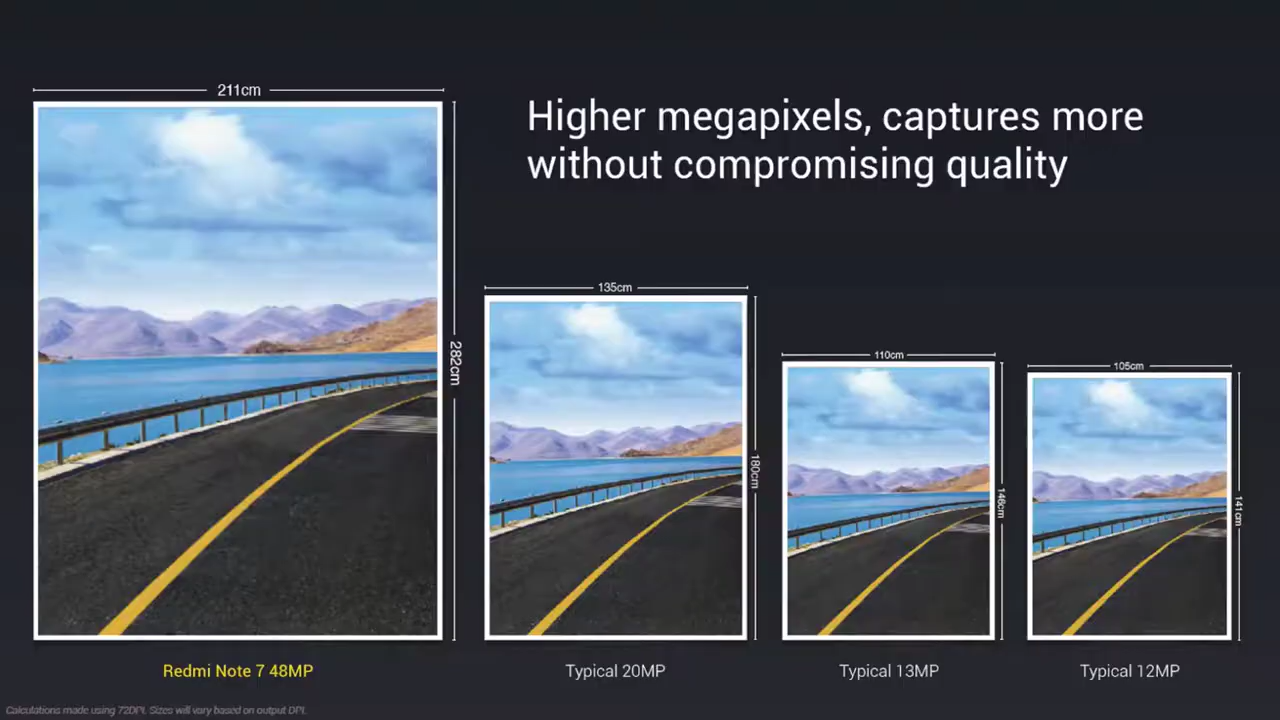 211cm
Higher megapixels, captures more
without compromising quality
282cm
135cm
180cm
110cm
146cm
105cm
141cm
Redmi Note 7 48MP
Typical 20MP
Typical 13MP
Typical 12MP
Calculations made using 72DPI. Sizes will vary based on output DPI.